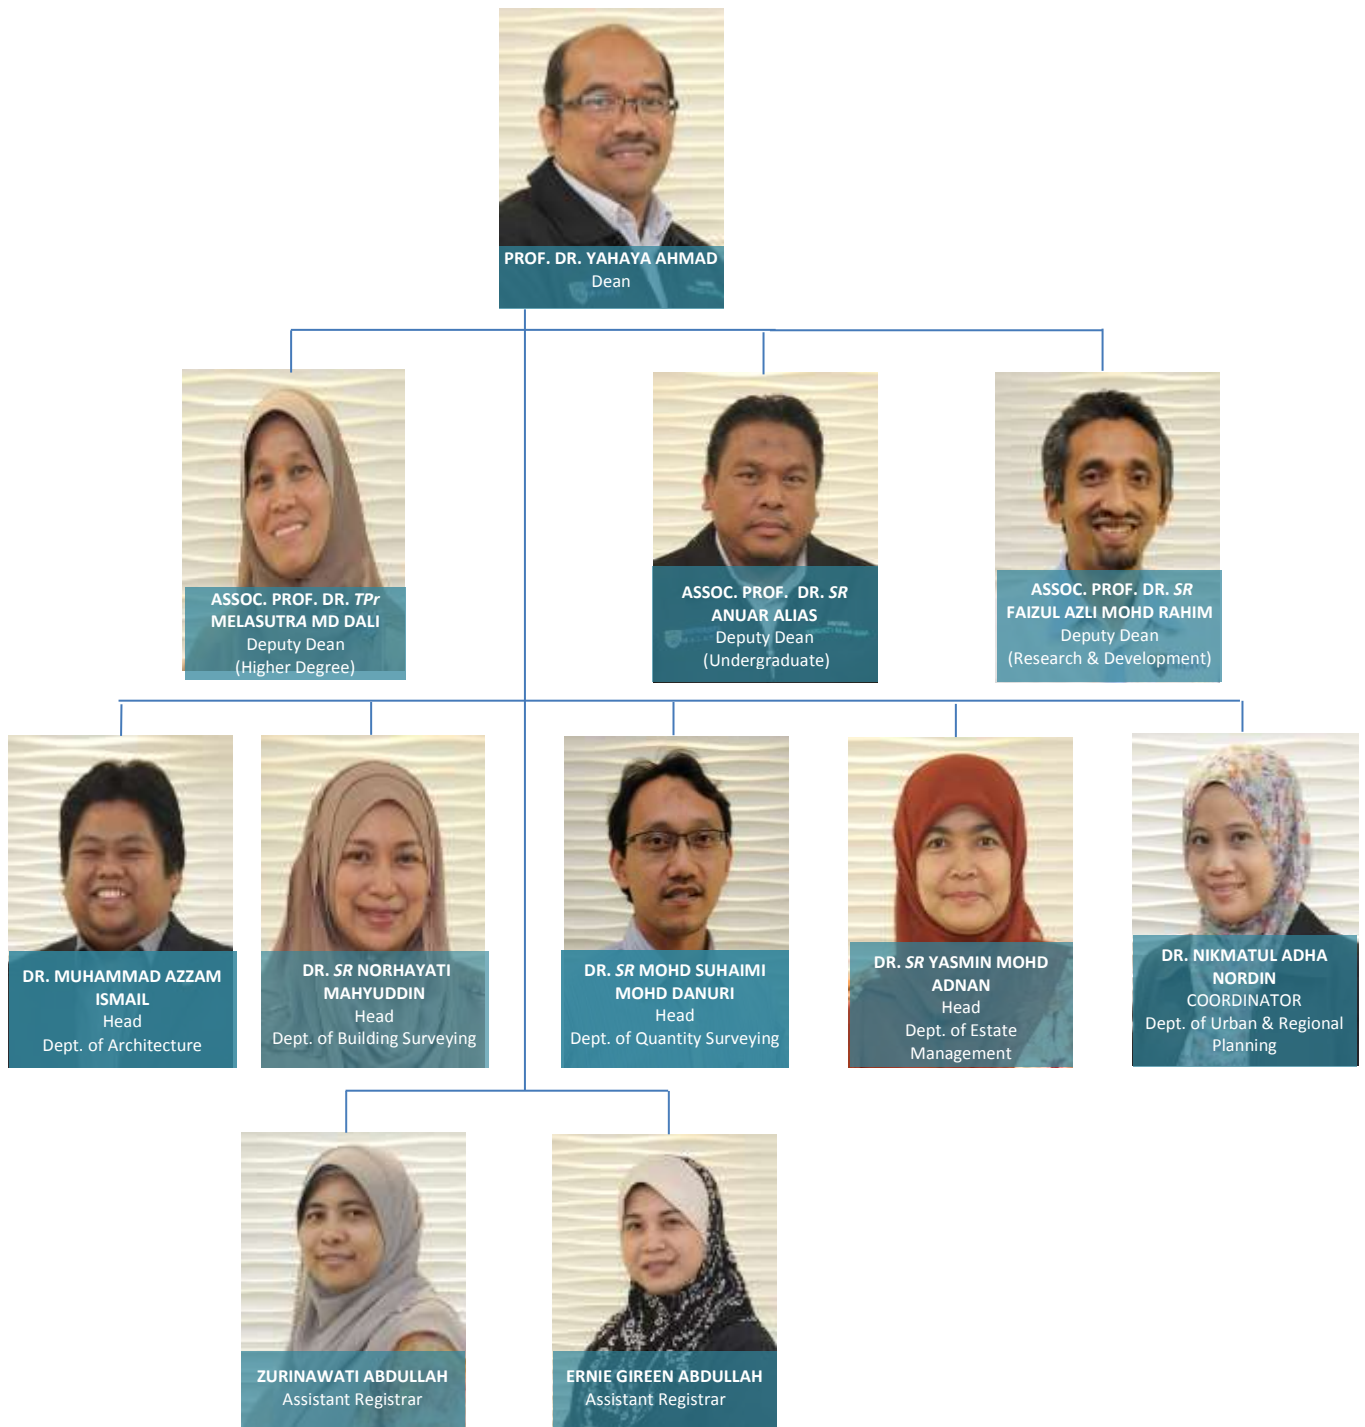 PROF. DR. YAHAYA AHMAD
Dean
ASSOC. PROF. DR. TPr
MELASUTRA MD DALI
Deputy Dean
(Higher Degree)
ASSOC. PROF. DR. SR
ANUAR ALIAS
Deputy Dean
(Undergraduate)
ASSOC. PROF. DR. SR
FAIZUL AZLI MOHD RAHIM
Deputy Dean
(Research & Development)
DR. MUHAMMAD AZZAM
ISMAIL
Head
Dept. of Architecture
DR. SR NORHAYATI
MAHYUDDIN
Head
Dept. of Building Surveying
DR. SR MOHD SUHAIMI
MOHD DANURI
Head
Dept. of Quantity Surveying
DR. SR YASMIN MOHD
ADNAN
Head
Dept. of Estate
Management
DR. NIKMATUL ADHA
NORDIN
COORDINATOR
Dept. of Urban & Regional
Planning
ZURINAWATI ABDULLAH
Assistant Registrar
ERNIE GIREEN ABDULLAH
Assistant Registrar